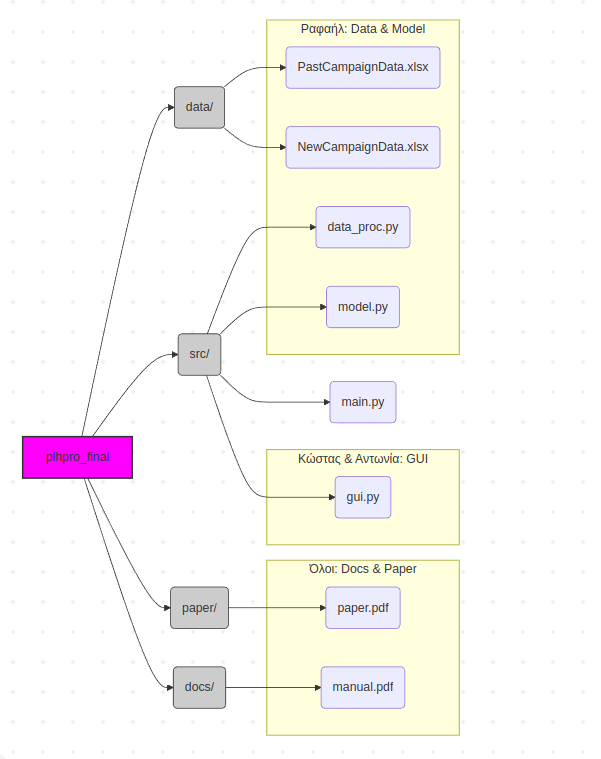 Ραφαήλ: Data & Model
PastCampaignData.xlsx
data/
NewCampaignData.xlsx
data_proc.py
model.py
src/
main.py
plhpro_final
Κώστας & Αντωνία: GUI
gui.py
Όλοι: Docs & Paper
paper/
paper.pdf
docs/
manual.pdf